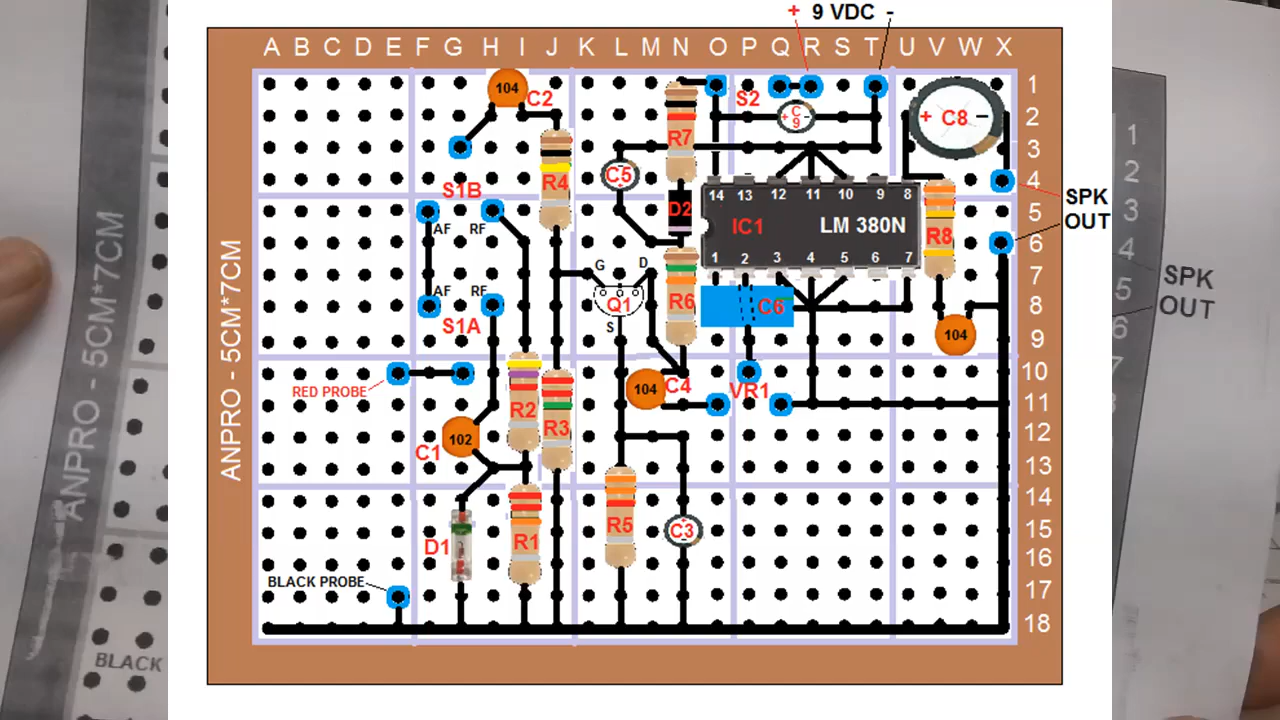 + 9 VDC -
A B C D E F G H I J K L M N O P Q R S T U V W X
1
2
3
4
5
6
7
8
9
10
11
12
13
14
15
16
17
18
ANPRO - 5CM*7CM
104
C2
S2
+ C9
+ C8 -
R7
R4
C5
S1B
AF RF
D2
14 13 12 11 10 9 8
IC1 LM 380N
1 2 3 4 5 6 7
R8
SPK
OUT
G D
AF RF
S1A
Q1
S
R6
C6
104
RED PROBE
104
C4
VR1
R2
R3
C1
102
R5
C3
D1
R1
BLACK PROBE
ANPRO - 5CM*7CM
BLACK
1
2
3
4
5
6
7
8
SPK
OUT